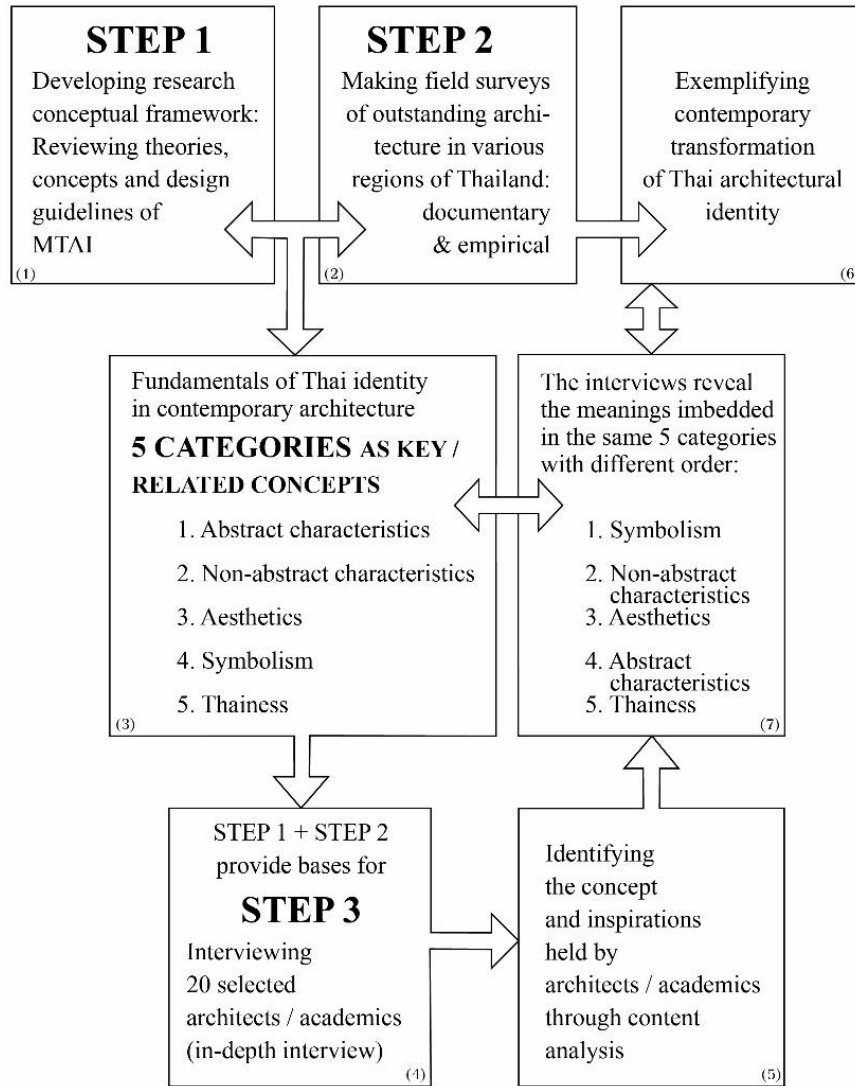 STEP 1
Developing research
conceptual framework:
Reviewing theories,
concepts and design
guidelines of
MTAI
(1)
STEP 2
Making field surveys
of outstanding archi-
tecture in various
regions of Thailand:
documentary
& empirical
(2)
Exemplifying
contemporary
transformation
of Thai architectural
identity
(6)
Fundamentals of Thai identity
in contemporary architecture
5 CATEGORIES AS KEY /
RELATED CONCEPTS
1. Abstract characteristics
2. Non-abstract characteristics
3. Aesthetics
4. Symbolism
5. Thainess
(3)
The interviews reveal
the meanings imbedded
in the same 5 categories
with different order:
1. Symbolism
2. Non-abstract
characteristics
3. Aesthetics
4. Abstract
characteristics
5. Thainess
(7)
STEP 1 + STEP 2
provide bases for
STEP 3
Interviewing
20 selected
architects / academics
(in-depth interview)
(4)
Identifying
the concept
and inspirations
held by
architects / academics
through content
analysis
(5)